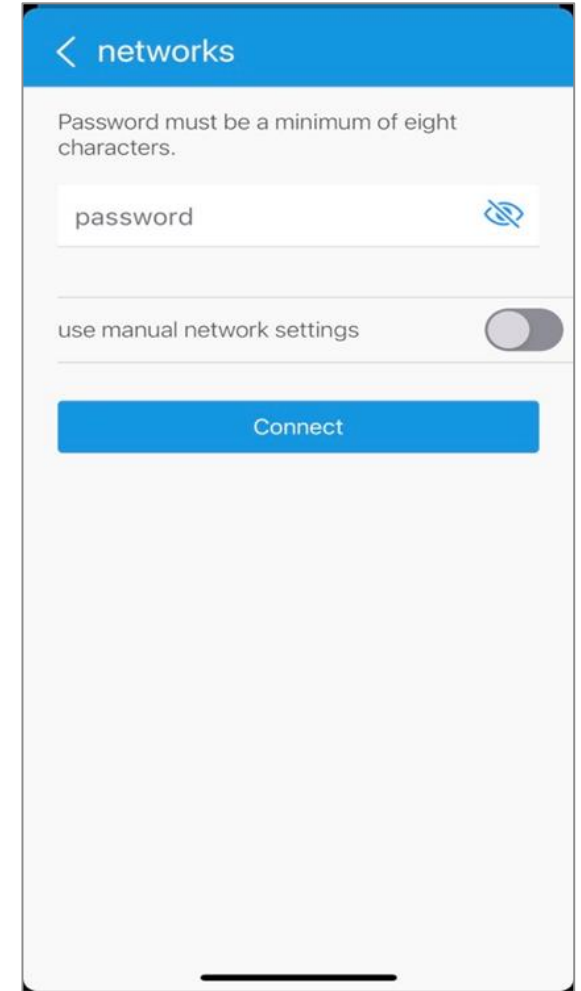 networks
Password must be a minimum of eight
characters.
password
use manual network settings
Connect